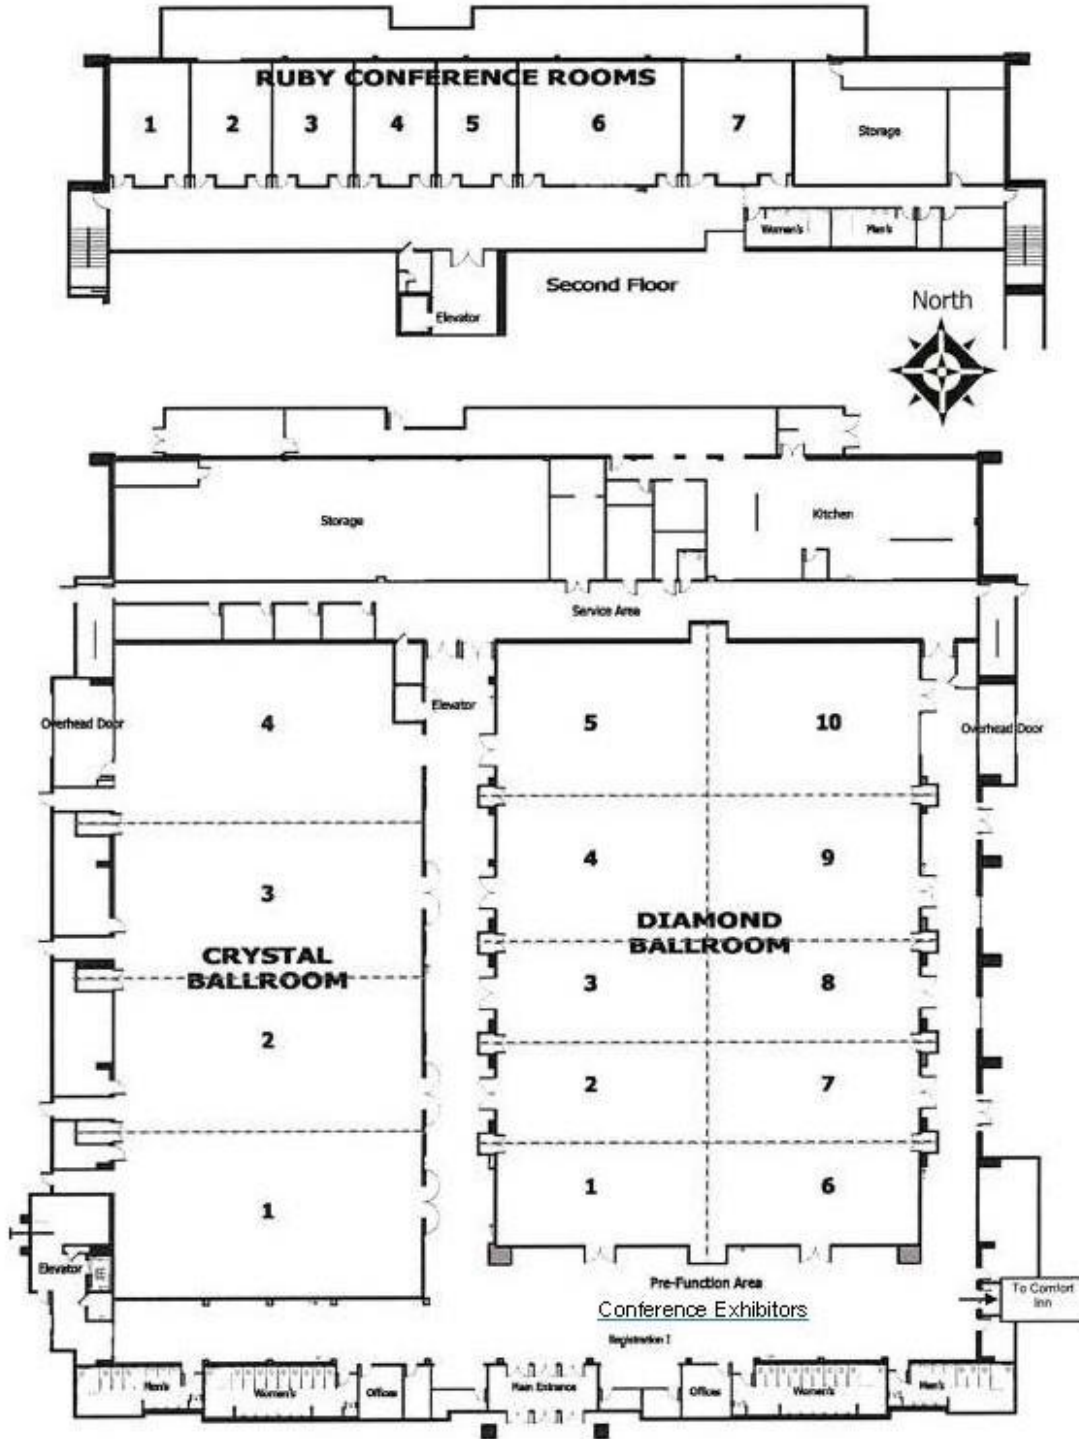 RUBY CONFERENCE ROOMS
1 2 3 4 5 6 7
Storage
Women's Men's
Second Floor
Elevator
North
Storage
Kitchen
Service Area
Elevator
Overhead Door
4
5
10
Overhead Door
4
9
3
DIAMOND
BALLROOM
CRYSTAL
BALLROOM
3
8
2
2
7
1
6
1
Elevator
Pre-Function Area
Conference Exhibitors
To Comfort
Inn
Registration I
Men's
Women's
Offices
Main Entrance
Offices
Women's
Men's